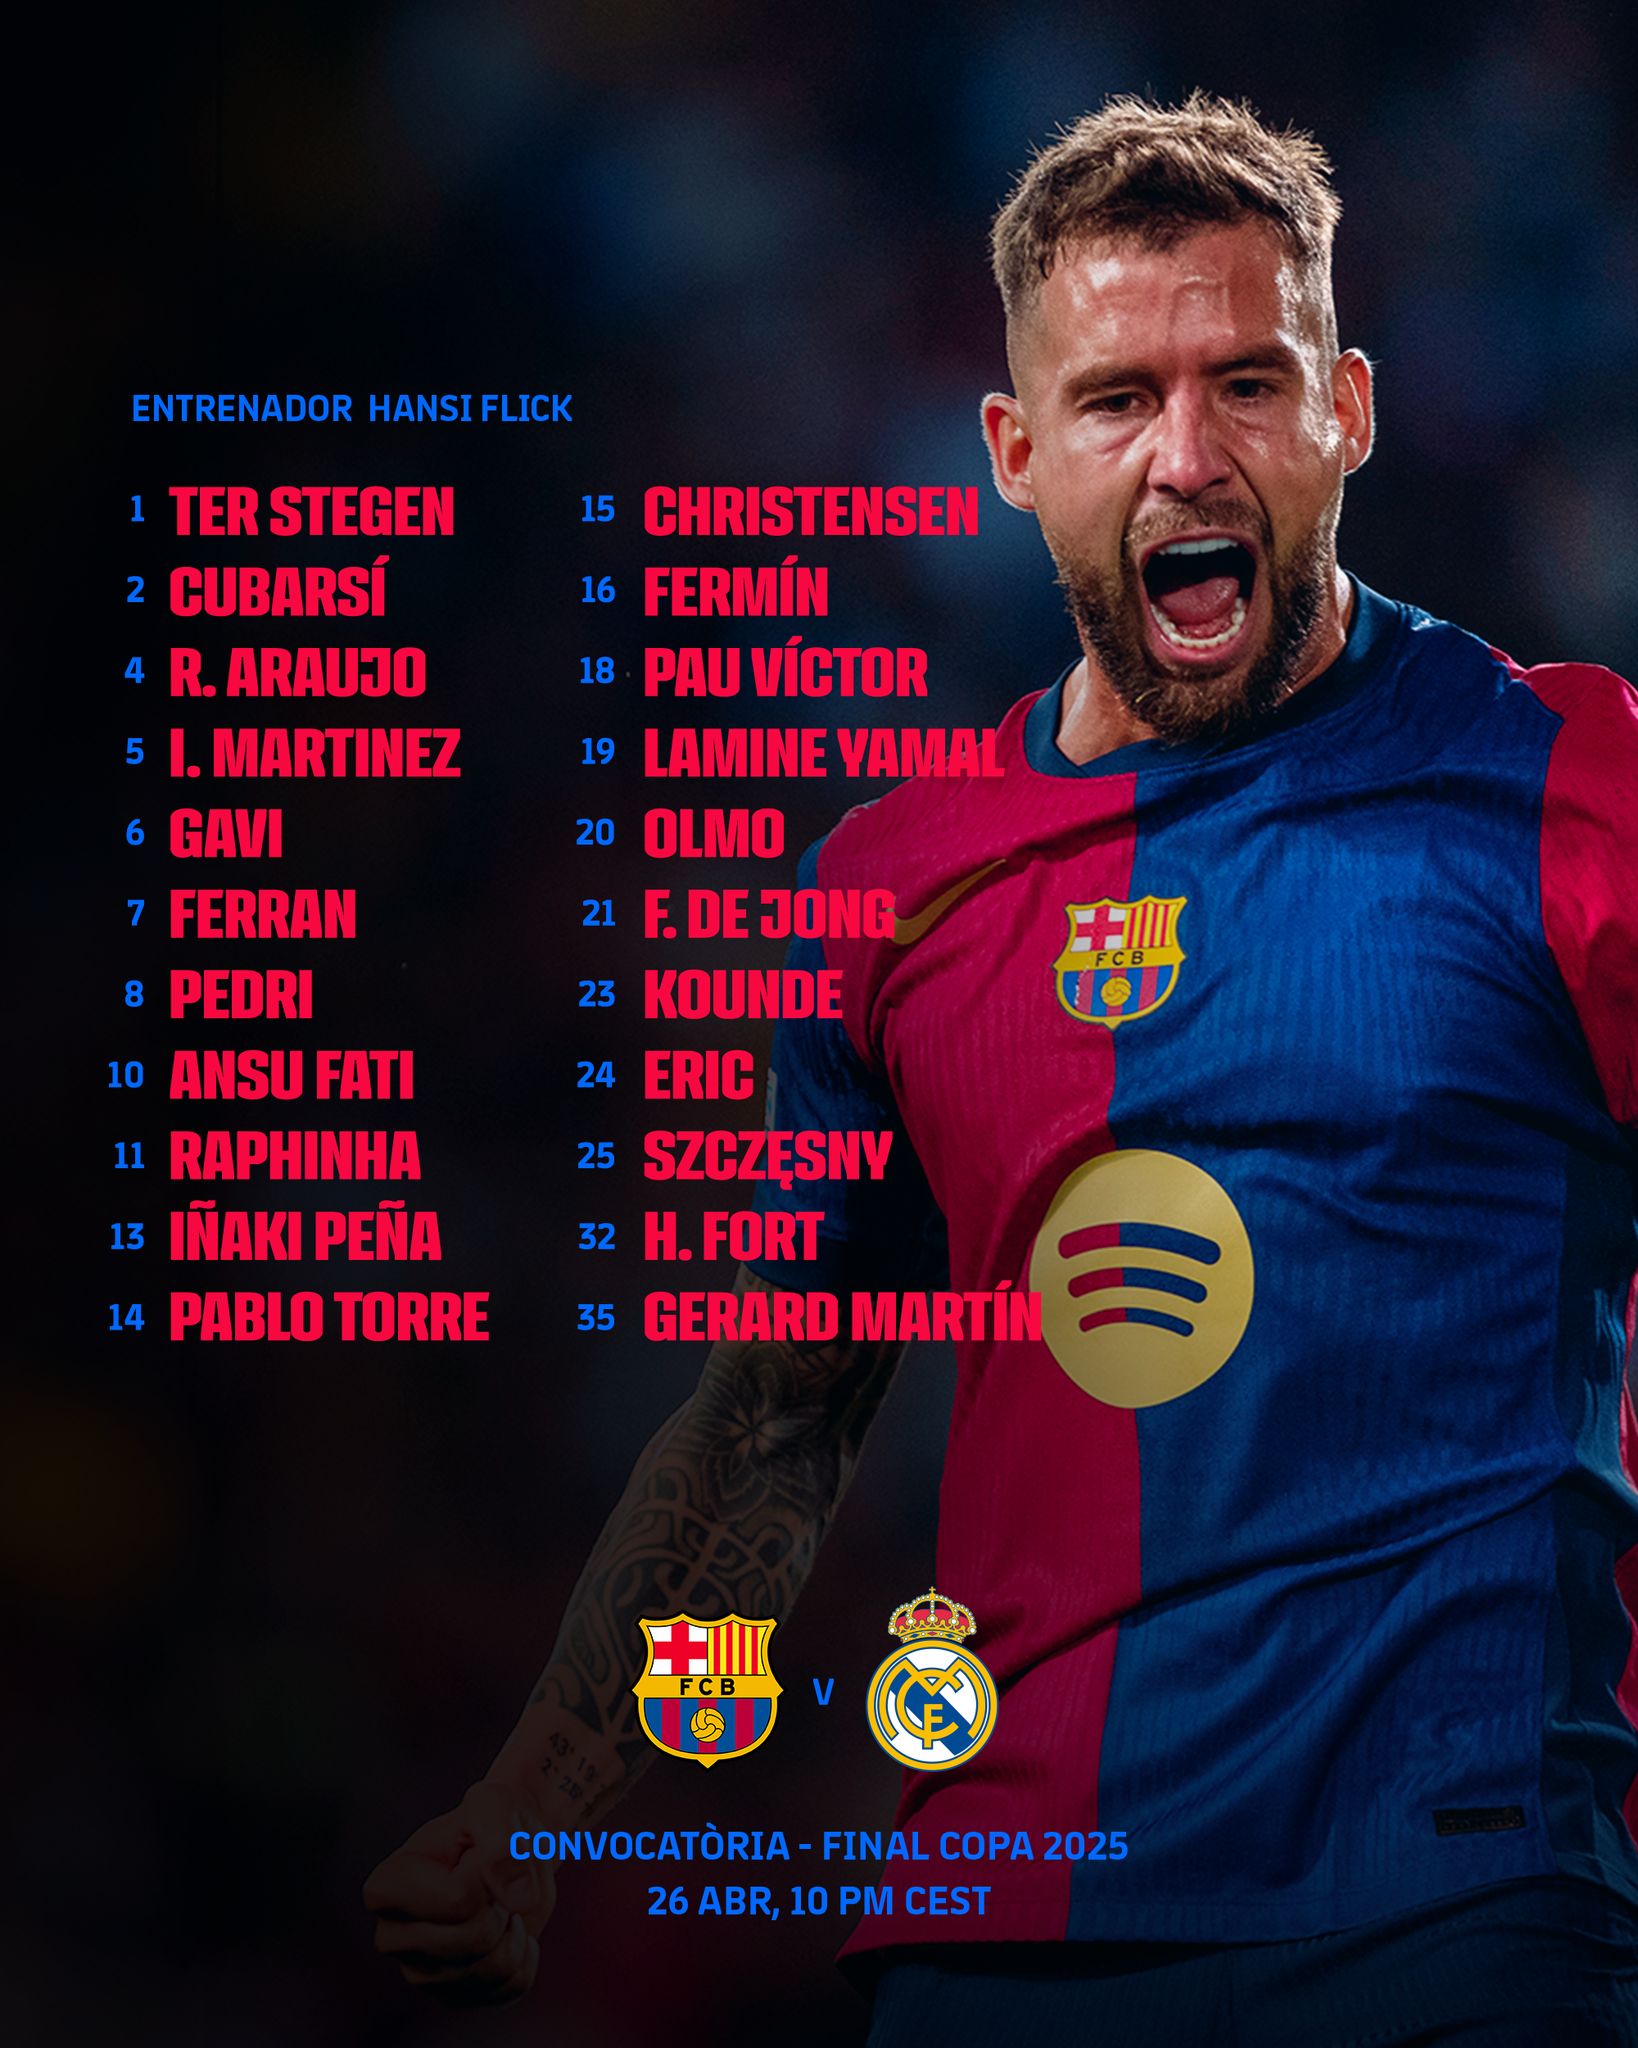 ENTRENADOR HANSI FLICK
1 TER STEGEN
2 CUBARSÍ
4 R. ARAUJO
5 I. MARTINEZ
6 GAVI
7 FERRAN
8 PEDRI
10 ANSU FATI
11 RAPHINHA
13 IÑAKI PEÑA
14 PABLO TORRE
15 CHRISTENSEN
16 FERMÍN
18 PAU VÍCTOR
19 LAMINE YAMAL
20 OLMO
21 F. DE JONG
23 KOUNDE
24 ERIC
25 SZCZĘSNY
32 H. FORT
35 GERARD MARTÍN
FCB
FCB
V
CONVOCATÒRIA - FINAL COPA 2025
26 ABR, 10 PM CEST